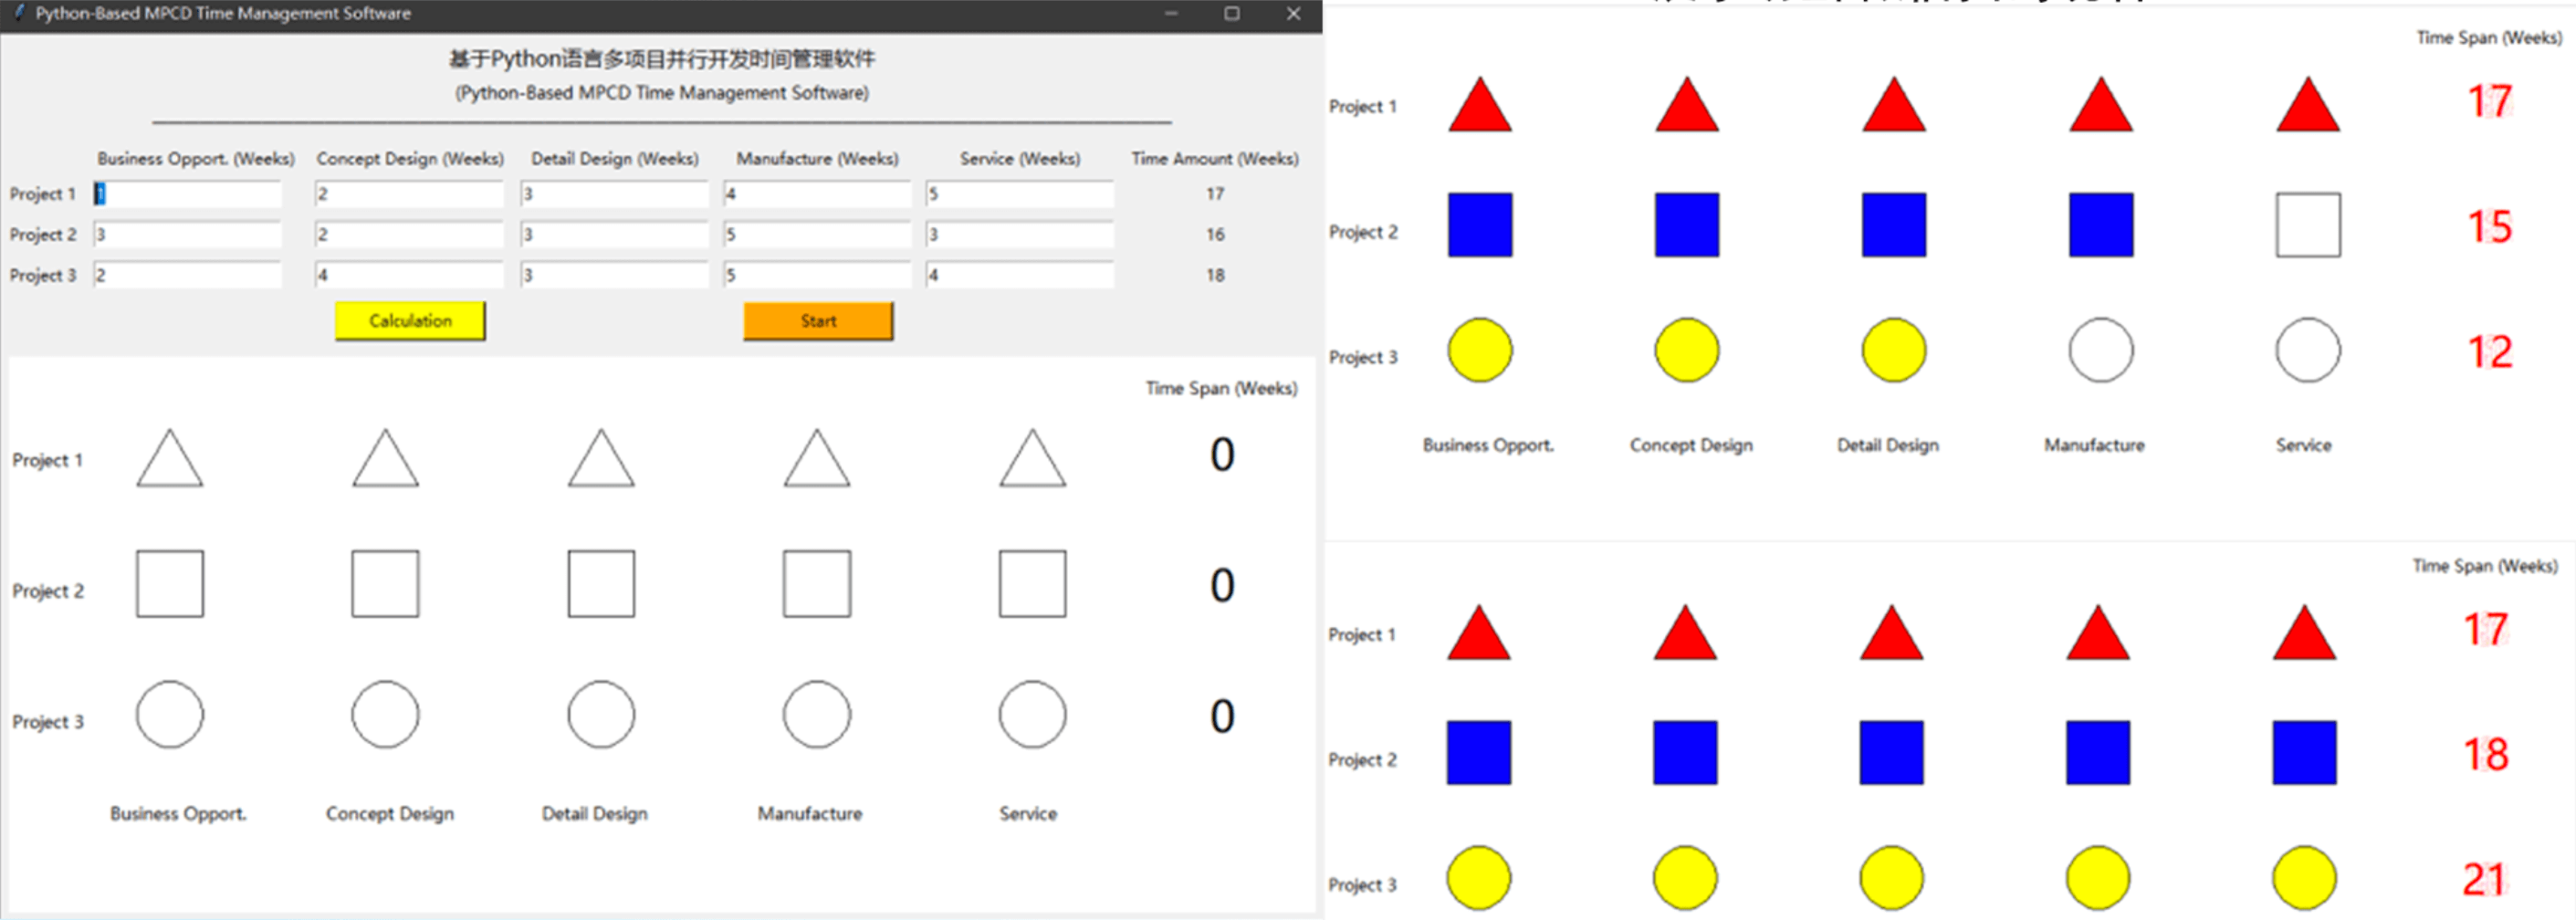 Python-Based MPCD Time Management Software
基于Python语言多项目并行开发时间管理软件
(Python-Based MPCD Time Management Software)
Business Opport. (Weeks) Concept Design (Weeks) Detail Design (Weeks) Manufacture (Weeks) Service (Weeks) Time Amount (Weeks)
Project 1 1 2 3 4 5 17
Project 2 3 2 3 5 3 16
Project 3 2 4 3 5 4 18
Calculation Start
Time Span (Weeks)
Project 1 0
Project 2 0
Project 3 0
Business Opport. Concept Design Detail Design Manufacture Service
Time Span (Weeks)
Project 1 17
Project 2 15
Project 3 12
Business Opport. Concept Design Detail Design Manufacture Service
Time Span (Weeks)
Project 1 17
Project 2 18
Project 3 21